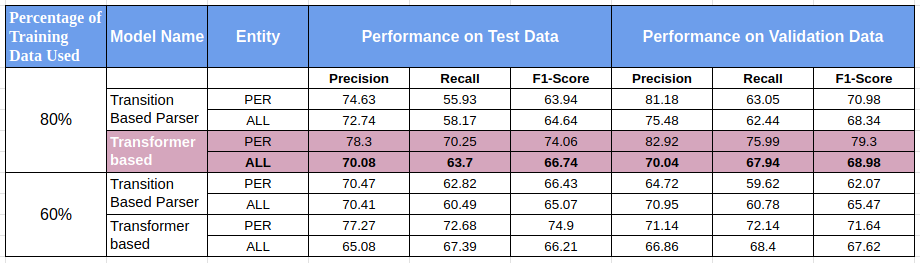 Percentage of Training Data Used Model Name Entity Performance on Test Data Performance on Validation Data
Precision Recall F1-Score Precision Recall F1-Score
80% Transition Based Parser PER 74.63 55.93 63.94 81.18 63.05 70.98
ALL 72.74 58.17 64.64 75.48 62.44 68.34
Transformer based PER 78.3 70.25 74.06 82.92 75.99 79.3
ALL 70.08 63.7 66.74 70.04 67.94 68.98
60% Transition Based Parser PER 70.47 62.82 66.43 64.72 59.62 62.07
ALL 70.41 60.49 65.07 70.95 60.78 65.47
Transformer based PER 77.27 72.68 74.9 71.14 72.14 71.64
ALL 65.08 67.39 66.21 66.86 68.4 67.62